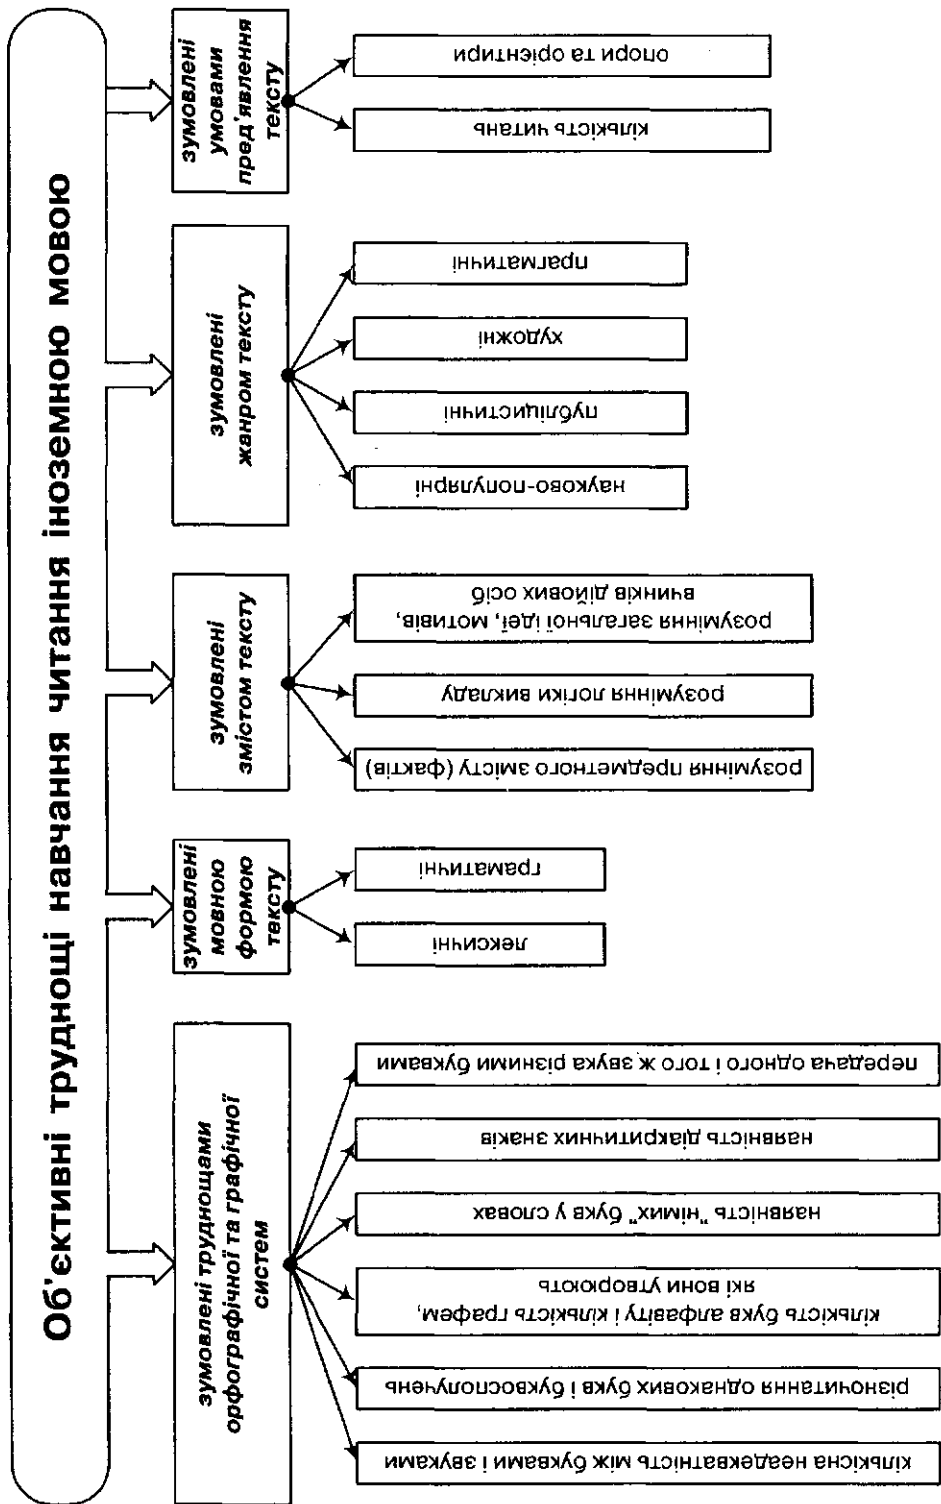 Об'єктивні труднощі навчання читання іноземною мовою
зумовлені труднощами
орфографічної та графічної
систем
кількісна неадекватність між буквами і звуками
різночитання однакових букв і буквосполучень
кількість букв алфавіту і кількість графем,
які вони утворюють
наявність "німих" букв у словах
наявність діакритичних знаків
передача одного і того ж звука різними буквами
зумовлені
мовною
формою
тексту
лексичні
граматичні
зумовлені
змістом тексту
розуміння предметного змісту (фактів)
розуміння логіки викладу
розуміння загальної ідеї, мотивів,
вчинків дійових осіб
зумовлені
жанром тексту
науково-популярні
публіцистичні
художні
прагматичні
зумовлені
умовами
пред'явлення
тексту
кількість читань
опори та орієнтири